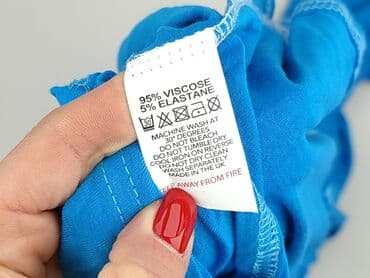 95% VISCOSE
5% ELASTANE
30
MACHINE WASH AT
30° DEGREES
DO NOT BLEACH
DO NOT TUMBLE DRY
COOL IRON ON REVERSE
DO NOT DRY CLEAN
WASH SEPARATELY
MADE IN THE UK
AWAY FROM FIRE